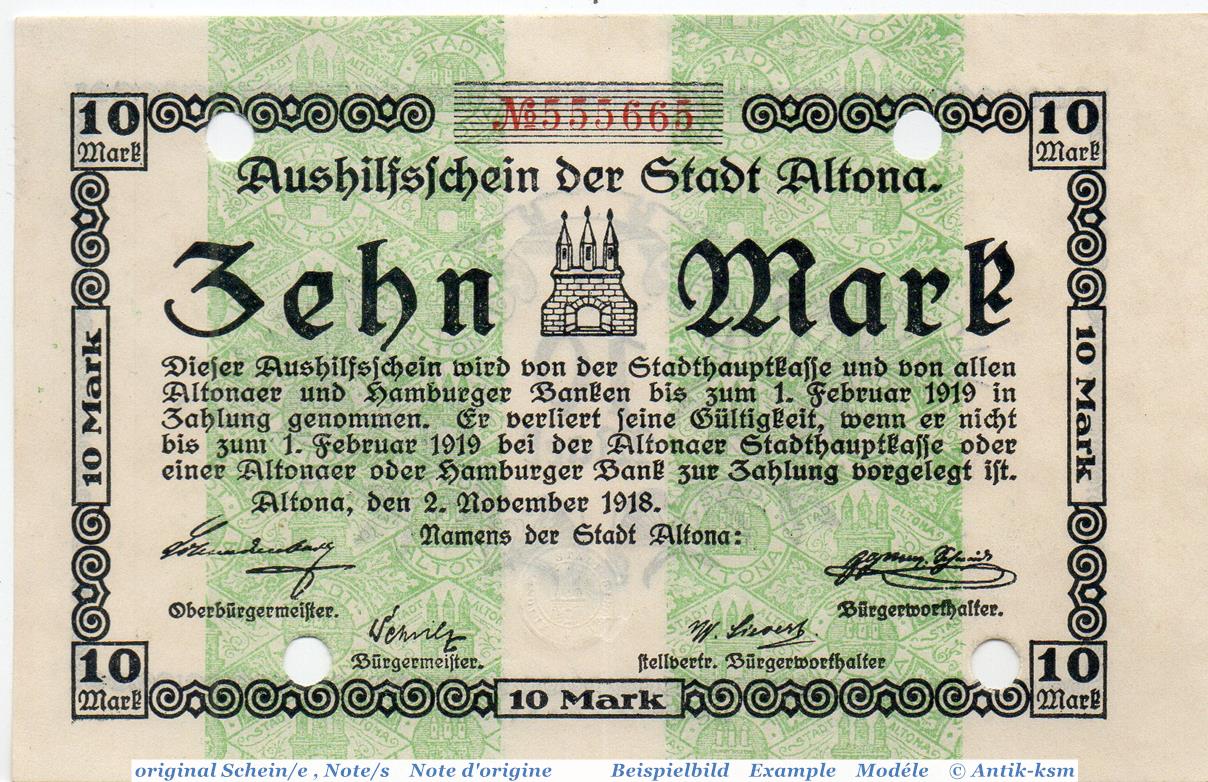 №555665
10 Mark
10 Mark
Aushilfsschein der Stadt Altona.
Zehn Mark
Dieser Aushilfsschein wird von der Stadthauptkasse und von allen
Altonaer und Hamburger Banken bis zum 1. Februar 1919 in
Zahlung genommen. Er verliert seine Gültigkeit, wenn er nicht
bis zum 1. Februar 1919 bei der Altonaer Stadthauptkasse oder
einer Altonaer oder Hamburger Bank zur Zahlung vorgelegt ist.
10 Mark
10 Mark
Altona, den 2. November 1918.
Namens der Stadt Altona:
Oberbürgermeister.
Bürgerworthalter.
Schulz
W. Sievert
Bürgermeister.
stellvertr. Bürgerworthalter
10 Mark
10 Mark
10 Mark
original Schein/e , Note/s Note d'origine Beispielbild Example Modéle © Antik-ksm